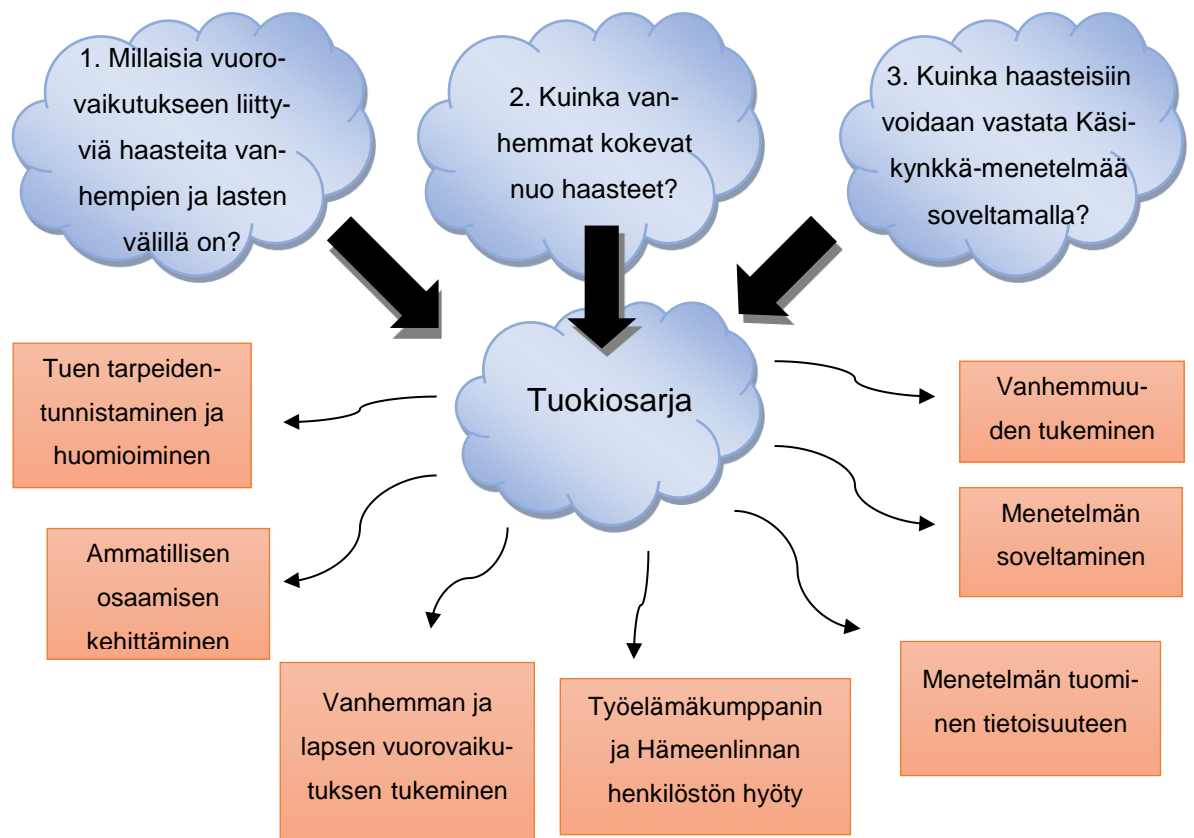 1. Millaisia vuoro-
vaikutukseen liitty-
viä haasteita van-
hempien ja lasten
välillä on?
2. Kuinka van-
hemmat kokevat
nuo haasteet?
3. Kuinka haasteisiin
voidaan vastata Käsi-
kynkkä-menetelmää
soveltamalla?
Tuokiosarja
Tuen tarpeiden-
tunnistaminen ja
huomioiminen
Ammatillisen
osaamisen
kehittäminen
Vanhemman ja
lapsen vuorovaiku-
tuksen tukeminen
Työelämäkumppanin
ja Hämeenlinnan
henkilöstön hyöty
Menetelmän tuomi-
nen tietoisuuteen
Menetelmän
soveltaminen
Vanhemmuu-
den tukeminen